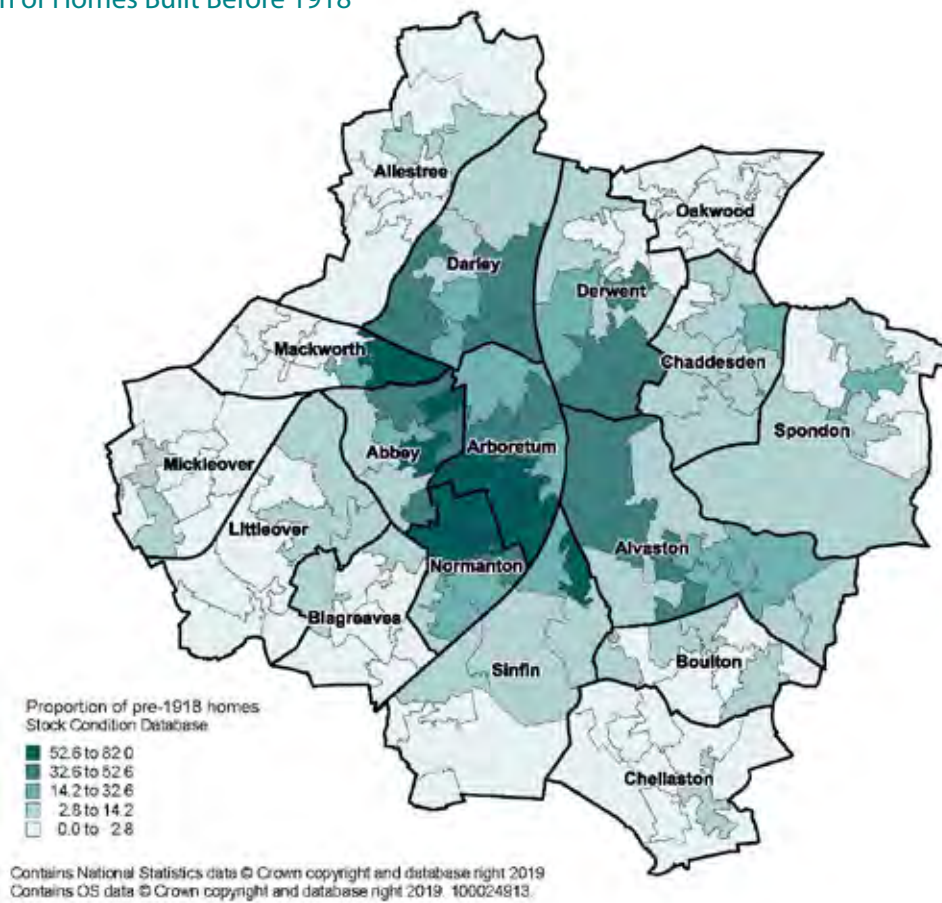 of Homes Built Before 1918
Allestree
Oakwood
Darley
Derwent
Mackworth
Chaddesden
Spondon
Abbey
Arboretum
Mickleover
Littleover
Alvaston
Normanton
Blagreaves
Boulton
Sinfin
Chellaston
Proportion of pre-1918 homes
Stock Condition Database
52.6 to 82.0
32.6 to 52.6
14.2 to 32.6
2.8 to 14.2
0.0 to 2.8
Contains National Statistics data © Crown copyright and database right 2019
Contains OS data © Crown copyright and database right 2019. 100024913.